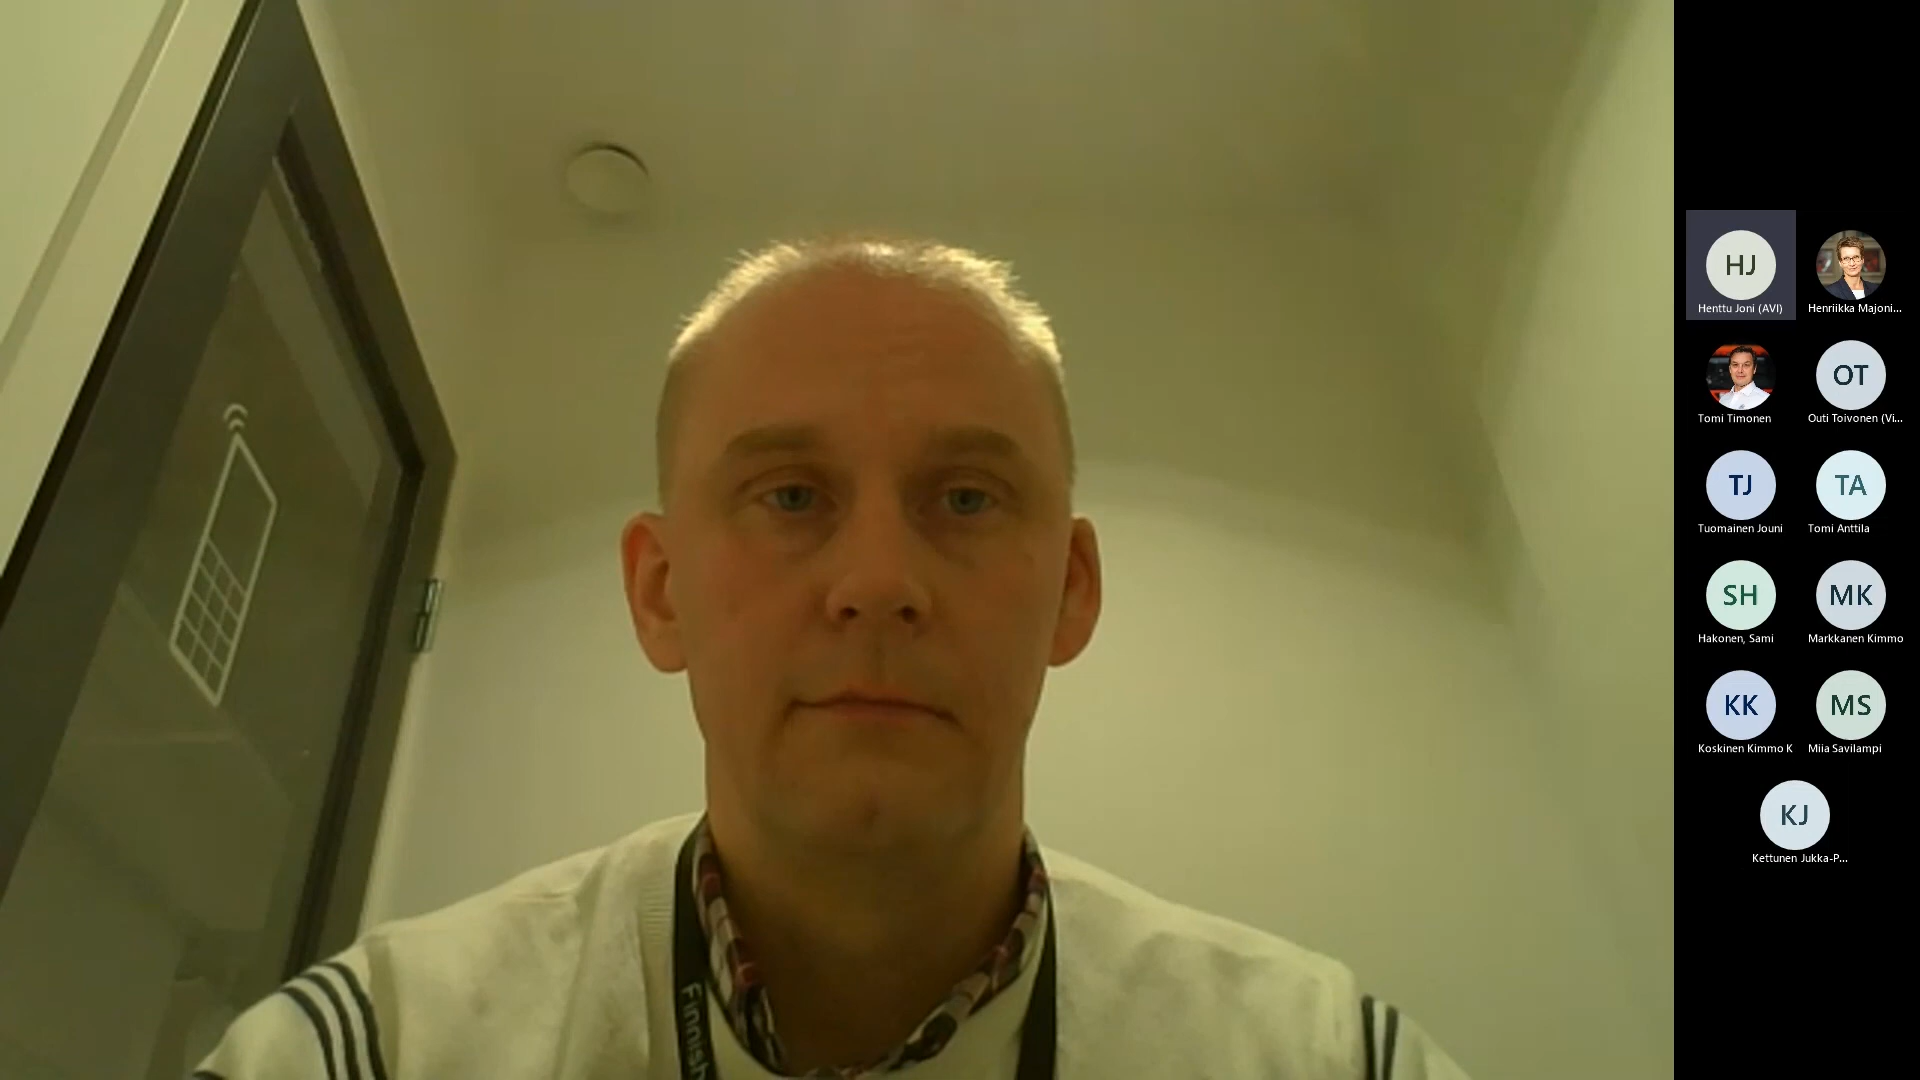 Finnish
HJ
Henttu Joni (AVI)
Henriikka Majoni...
Tomi Timonen
OT
Outi Toivonen (Vi...
TJ
Tuomainen Jouni
TA
Tomi Anttila
SH
Hakonen, Sami
MK
Markkanen Kimmo
KK
Koskinen Kimmo K
MS
Miia Savilampi
KJ
Kettunen Jukka-P...